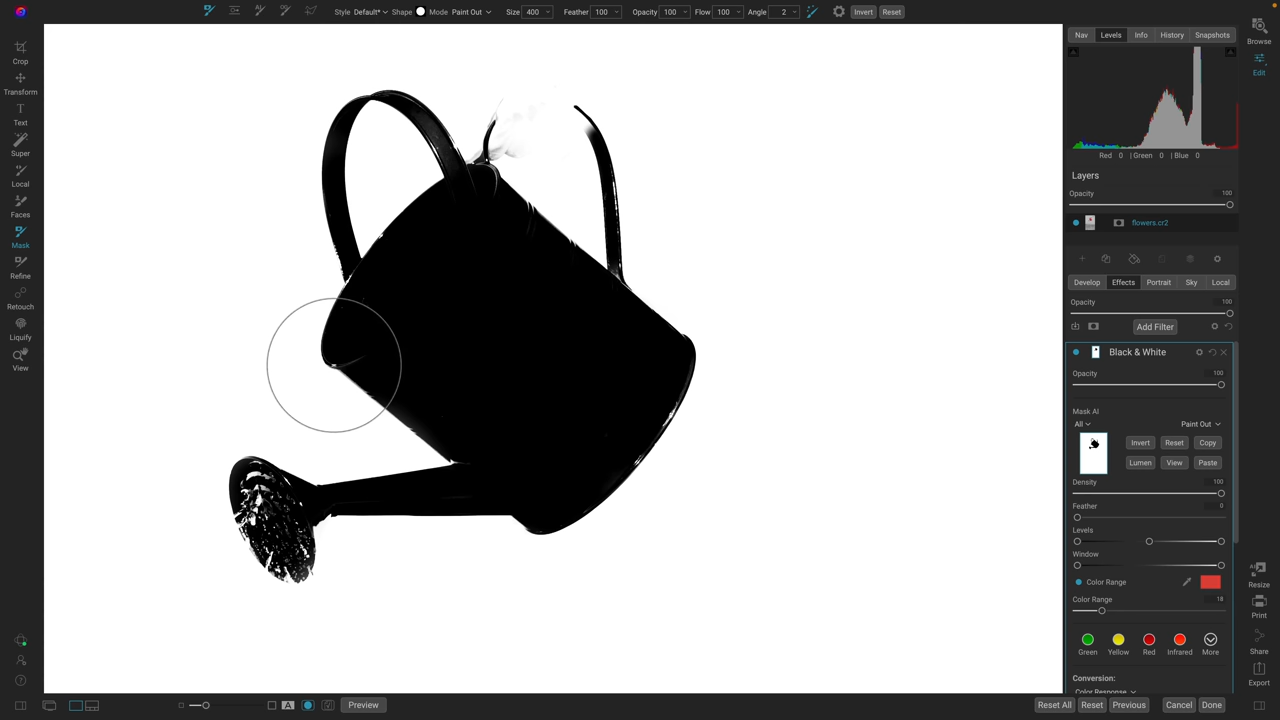 Style Default* Shape Mode Paint Out Size 400 Feather 100 Opacity 100 Flow 100 Angle 2 Invert Reset
Crop
Transform
Text
Super
Local
Faces
Mask
Refine
Retouch
Liquify
View
Nav Levels Info History Snapshots
Red 0 | Green 0 | Blue 0
Layers
Opacity 100
flowers.cr2
Develop Effects Portrait Sky Local
Opacity 100
Add Filter
Black & White
Opacity 100
Mask AI
All Paint Out
Invert Reset Copy
Lumen View Paste
Density 100
Feather 0
Levels
Window
Color Range
Color Range 18
Green Yellow Red Infrared More
Conversion:
Color Response
Browse
Edit
AI
Resize
Print
Share
Export
A
Preview
Reset All Reset Previous Cancel Done